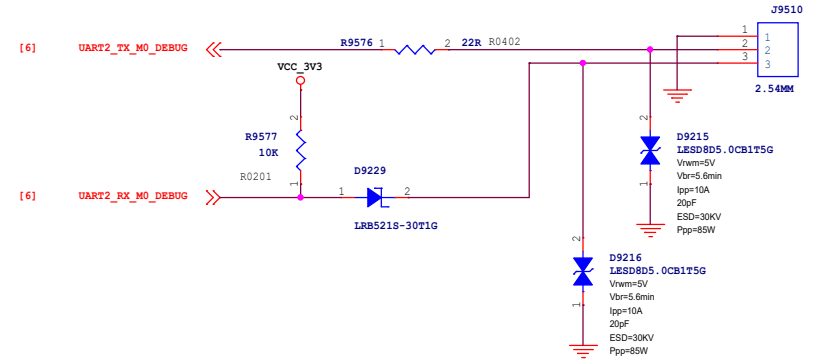 J9510
[6] UART2_TX_M0_DEBUG R9576 1 2 22R R0402 1 1
2 2
3 3
VCC_3V3
2.54MM
2
R9577
10K
R0201
1
[6] UART2_RX_M0_DEBUG
D9229
1 2
LRB521S-30T1G
2
D9215
LESD8D5.0CB1T5G
Vrwm=5V
Vbr=5.6min
Ipp=10A
20pF
ESD=30KV
Ppp=85W
1
2
D9216
LESD8D5.0CB1T5G
Vrwm=5V
Vbr=5.6min
Ipp=10A
20pF
ESD=30KV
Ppp=85W
1